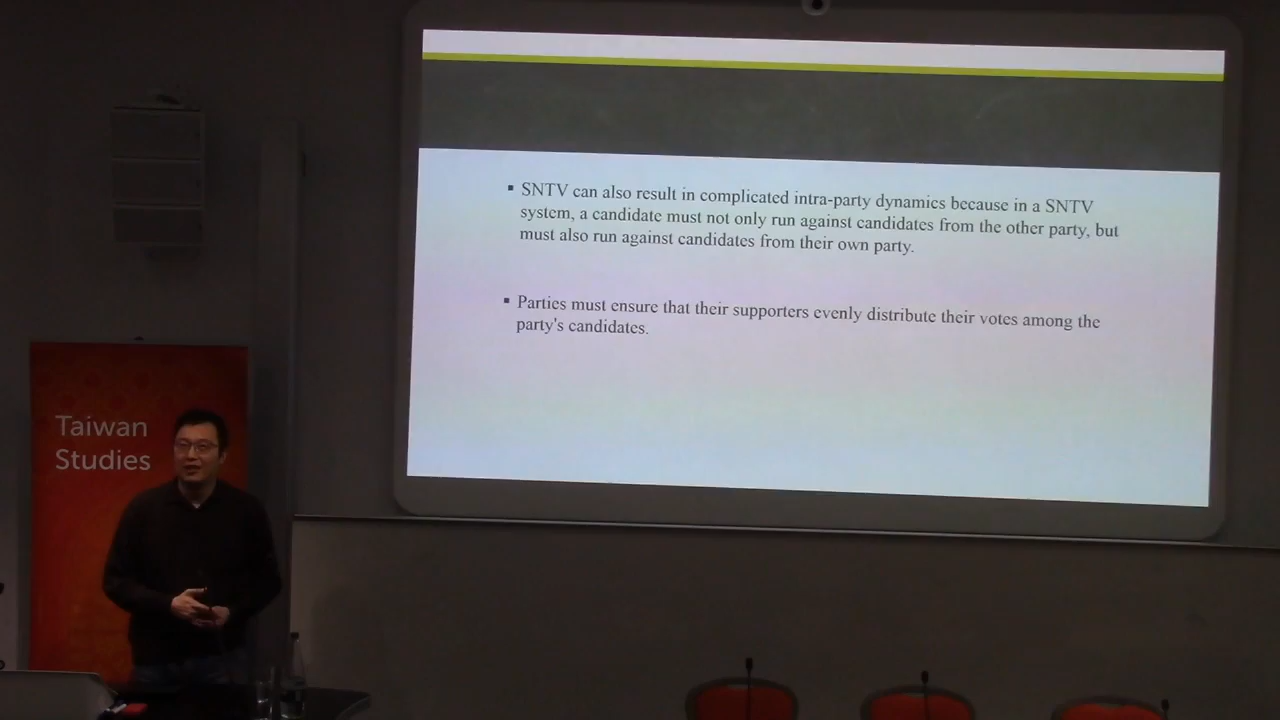 ▪ SNTV can also result in complicated intra-party dynamics because in a SNTV
system, a candidate must not only run against candidates from the other party, but
must also run against candidates from their own party.
▪ Parties must ensure that their supporters evenly distribute their votes among the
party's candidates.
Taiwan
Studies